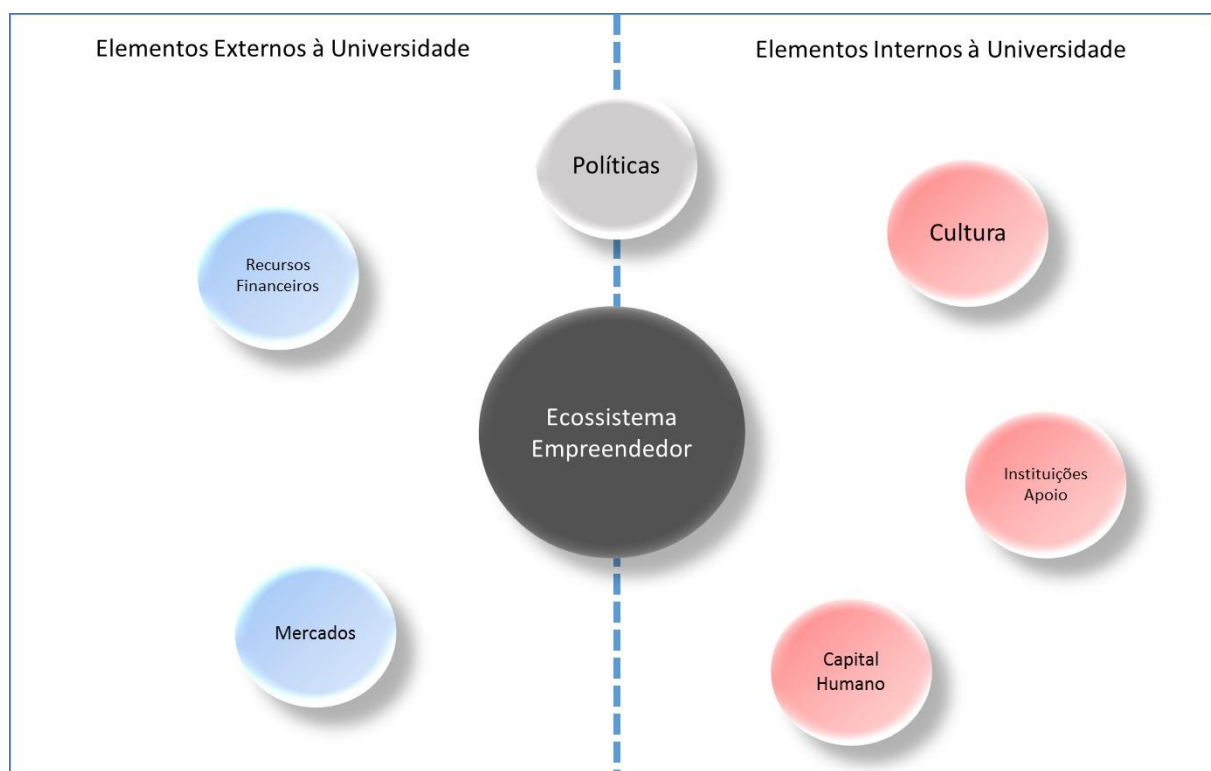 Elementos Externos à Universidade
Elementos Internos à Universidade
Políticas
Cultura
Recursos
Financeiros
Ecossistema
Empreendedor
Instituições
Apoio
Mercados
Capital
Humano